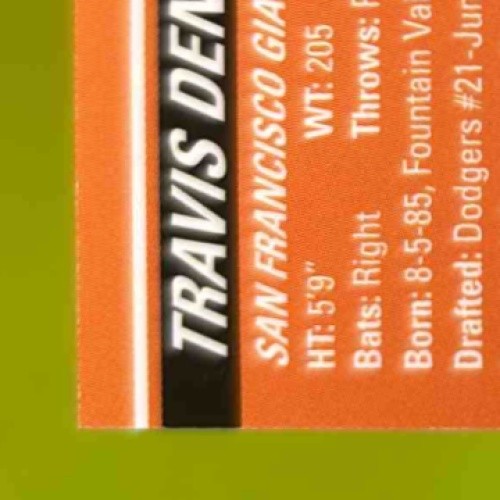 TRAVIS DEN
SAN FRANCISCO GIA
HT: 5'9" WT: 205
Bats: Right Throws:
Born: 8-5-85, Fountain Val
Drafted: Dodgers #21-Jun